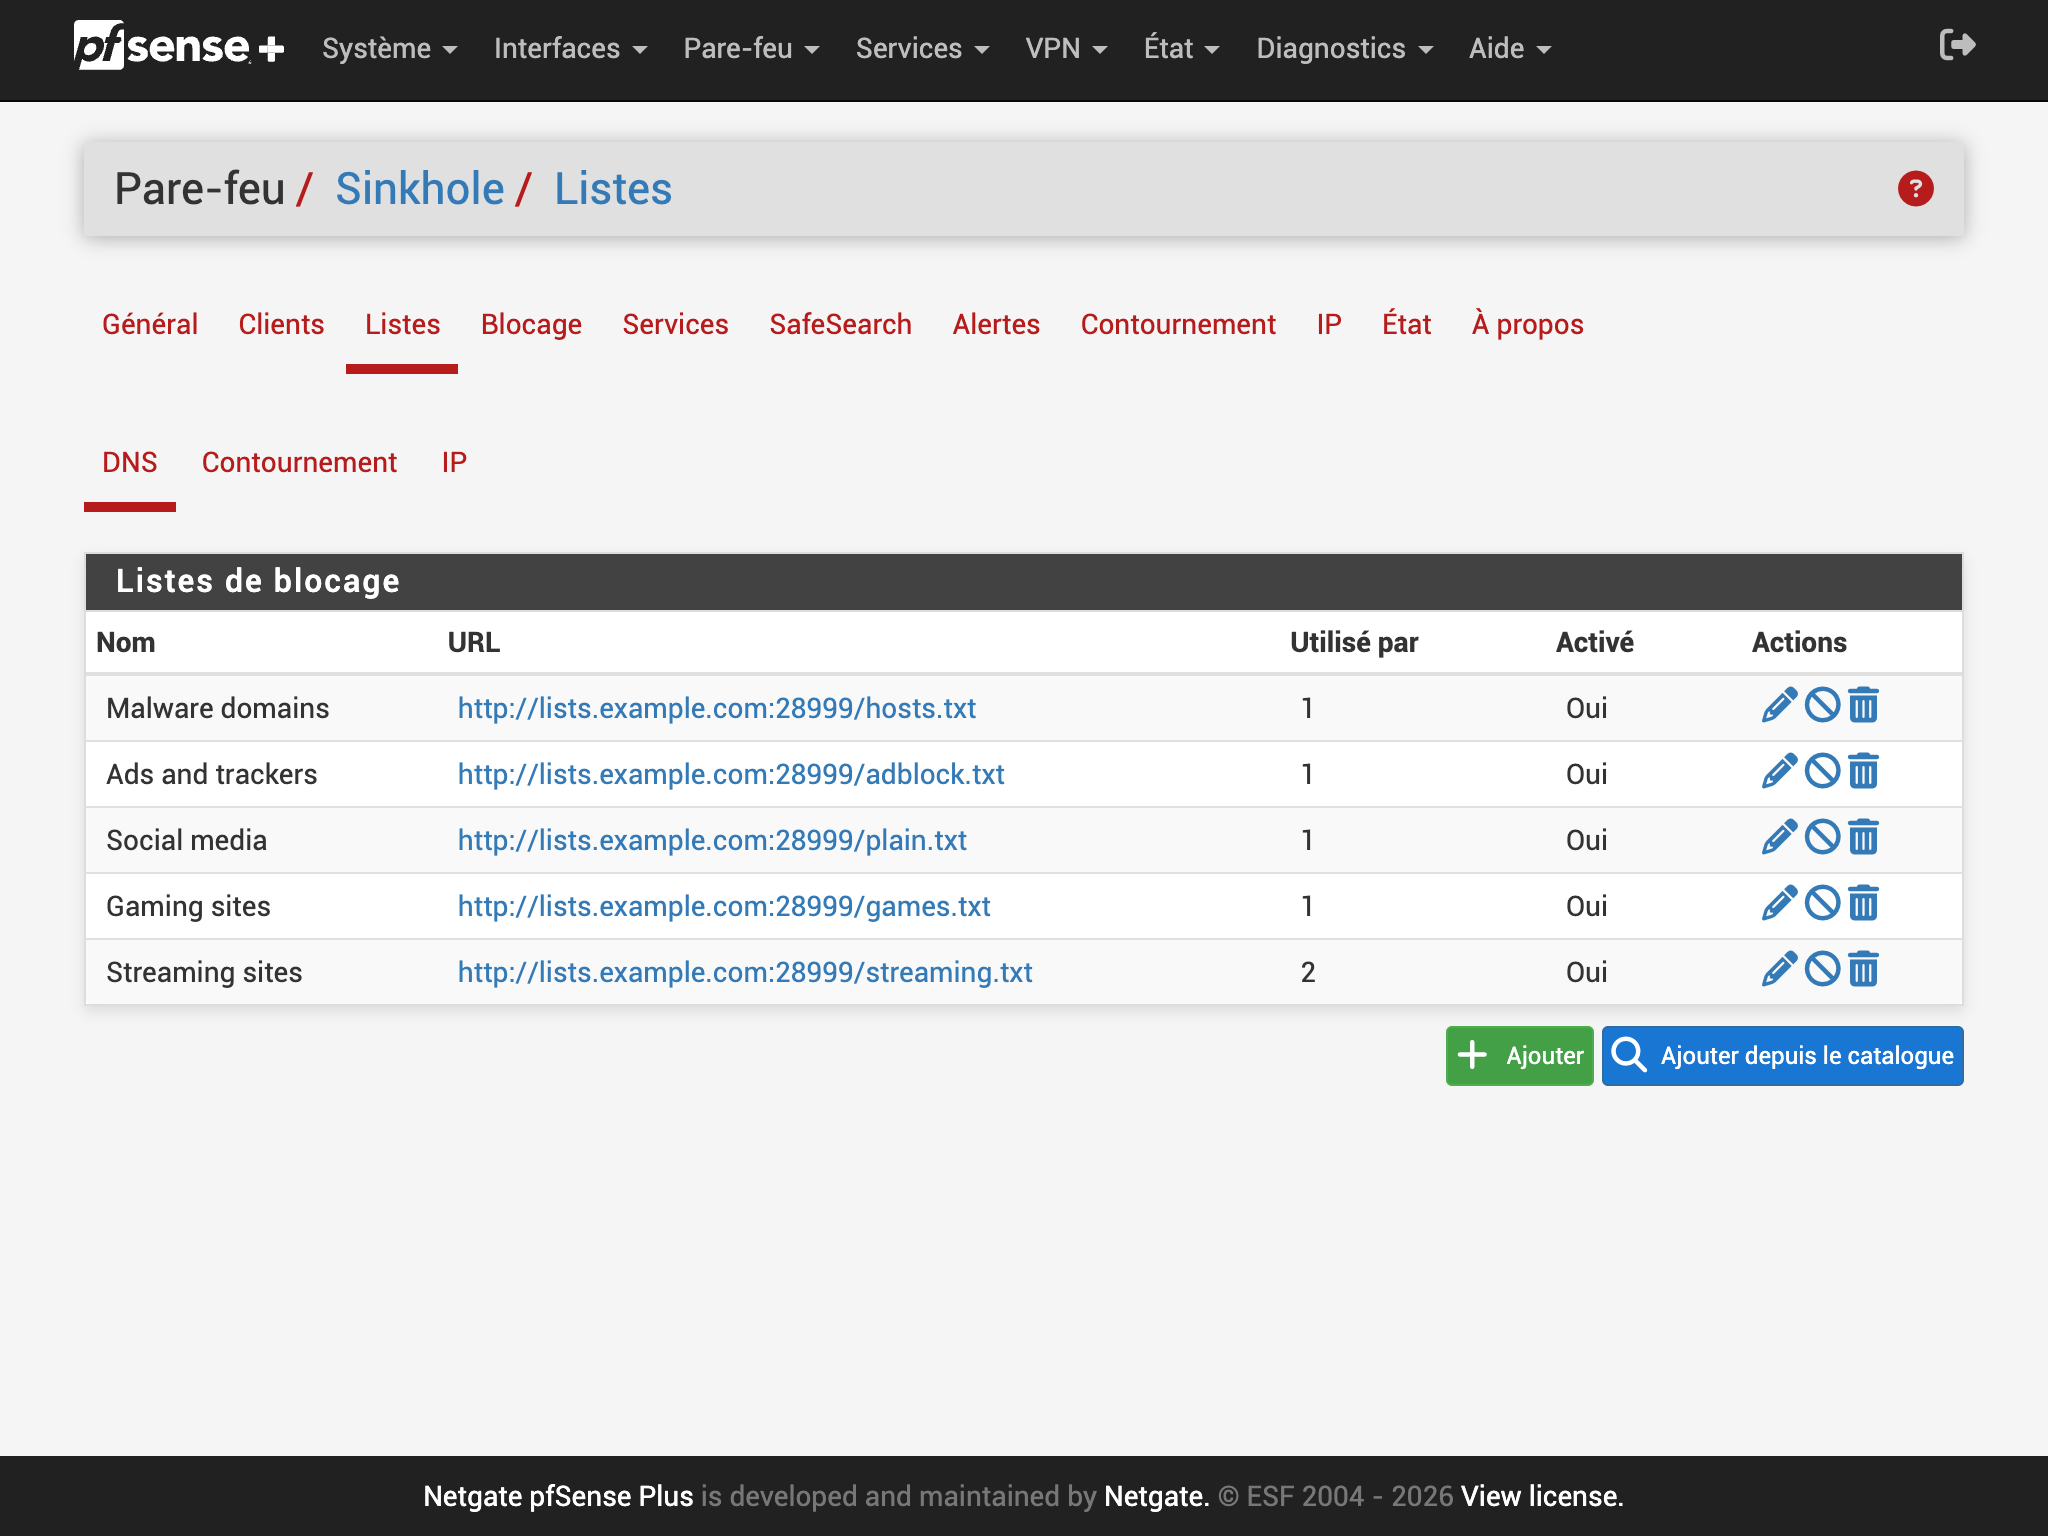 pfsense+ Système Interfaces Pare-feu Services VPN État Diagnostics Aide
Pare-feu / Sinkhole / Listes
?
Général Clients Listes Blocage Services SafeSearch Alertes Contournement IP État À propos
DNS Contournement IP
Listes de blocage
Nom URL Utilisé par Activé Actions
Malware domains http://lists.example.com:28999/hosts.txt 1 Oui
Ads and trackers http://lists.example.com:28999/adblock.txt 1 Oui
Social media http://lists.example.com:28999/plain.txt 1 Oui
Gaming sites http://lists.example.com:28999/games.txt 1 Oui
Streaming sites http://lists.example.com:28999/streaming.txt 2 Oui
Ajouter Ajouter depuis le catalogue
Netgate pfSense Plus is developed and maintained by Netgate. © ESF 2004 - 2026 View license.